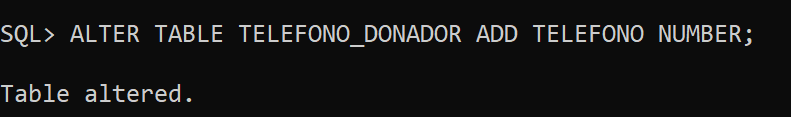 SQL> ALTER TABLE TELEFONO_DONADOR ADD TELEFONO NUMBER;
Table altered.